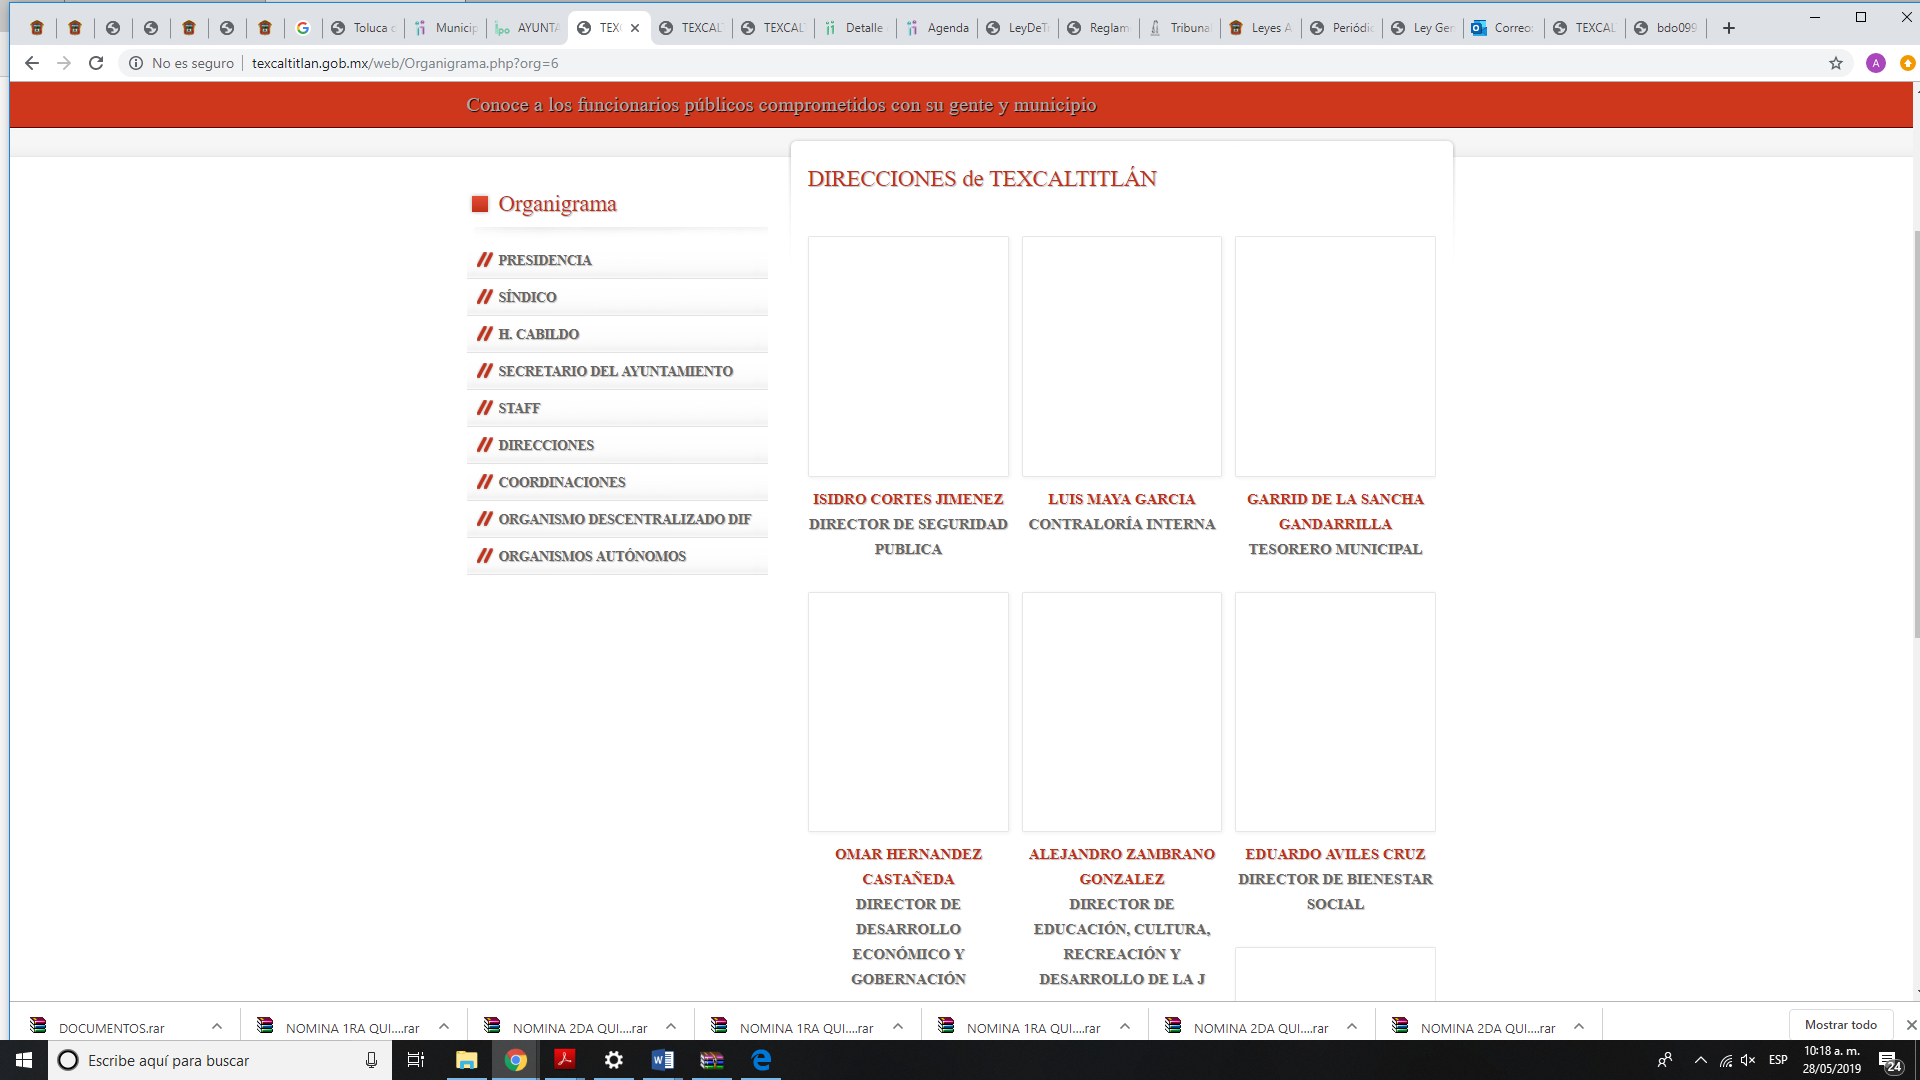 Toluca d
Municip
AYUNTA
TEX
TEXCALT
TEXCALT
Detalle
Agenda
LeyDeTr
Reglam
Tribunal
Leyes A
Periódic
Ley Gen
Correo:
TEXCALT
bdo099
No es seguro texcaltitlan.gob.mx/web/Organigrama.php?org=6
A
Conoce a los funcionarios públicos comprometidos con su gente y municipio
Organigrama
PRESIDENCIA
SÍNDICO
H. CABILDO
SECRETARIO DEL AYUNTAMIENTO
STAFF
DIRECCIONES
COORDINACIONES
ORGANISMO DESCENTRALIZADO DIF
ORGANISMOS AUTÓNOMOS
DIRECCIONES de TEXCALTITLÁN
ISIDRO CORTES JIMENEZ
DIRECTOR DE SEGURIDAD
PUBLICA
LUIS MAYA GARCIA
CONTRALORÍA INTERNA
GARRID DE LA SANCHA
GANDARRILLA
TESORERO MUNICIPAL
OMAR HERNANDEZ
CASTAÑEDA
DIRECTOR DE
DESARROLLO
ECONÓMICO Y
GOBERNACIÓN
ALEJANDRO ZAMBRANO
GONZALEZ
DIRECTOR DE
EDUCACIÓN, CULTURA,
RECREACIÓN Y
DESARROLLO DE LA J
EDUARDO AVILES CRUZ
DIRECTOR DE BIENESTAR
SOCIAL
DOCUMENTOS.rar
NOMINA 1RA QUI....rar
NOMINA 2DA QUI....rar
NOMINA 1RA QUI....rar
NOMINA 1RA QUI....rar
NOMINA 2DA QUI....rar
NOMINA 2DA QUI....rar
Mostrar todo
Escribe aquí para buscar
ESP
10:18 a. m.
28/05/2019
24